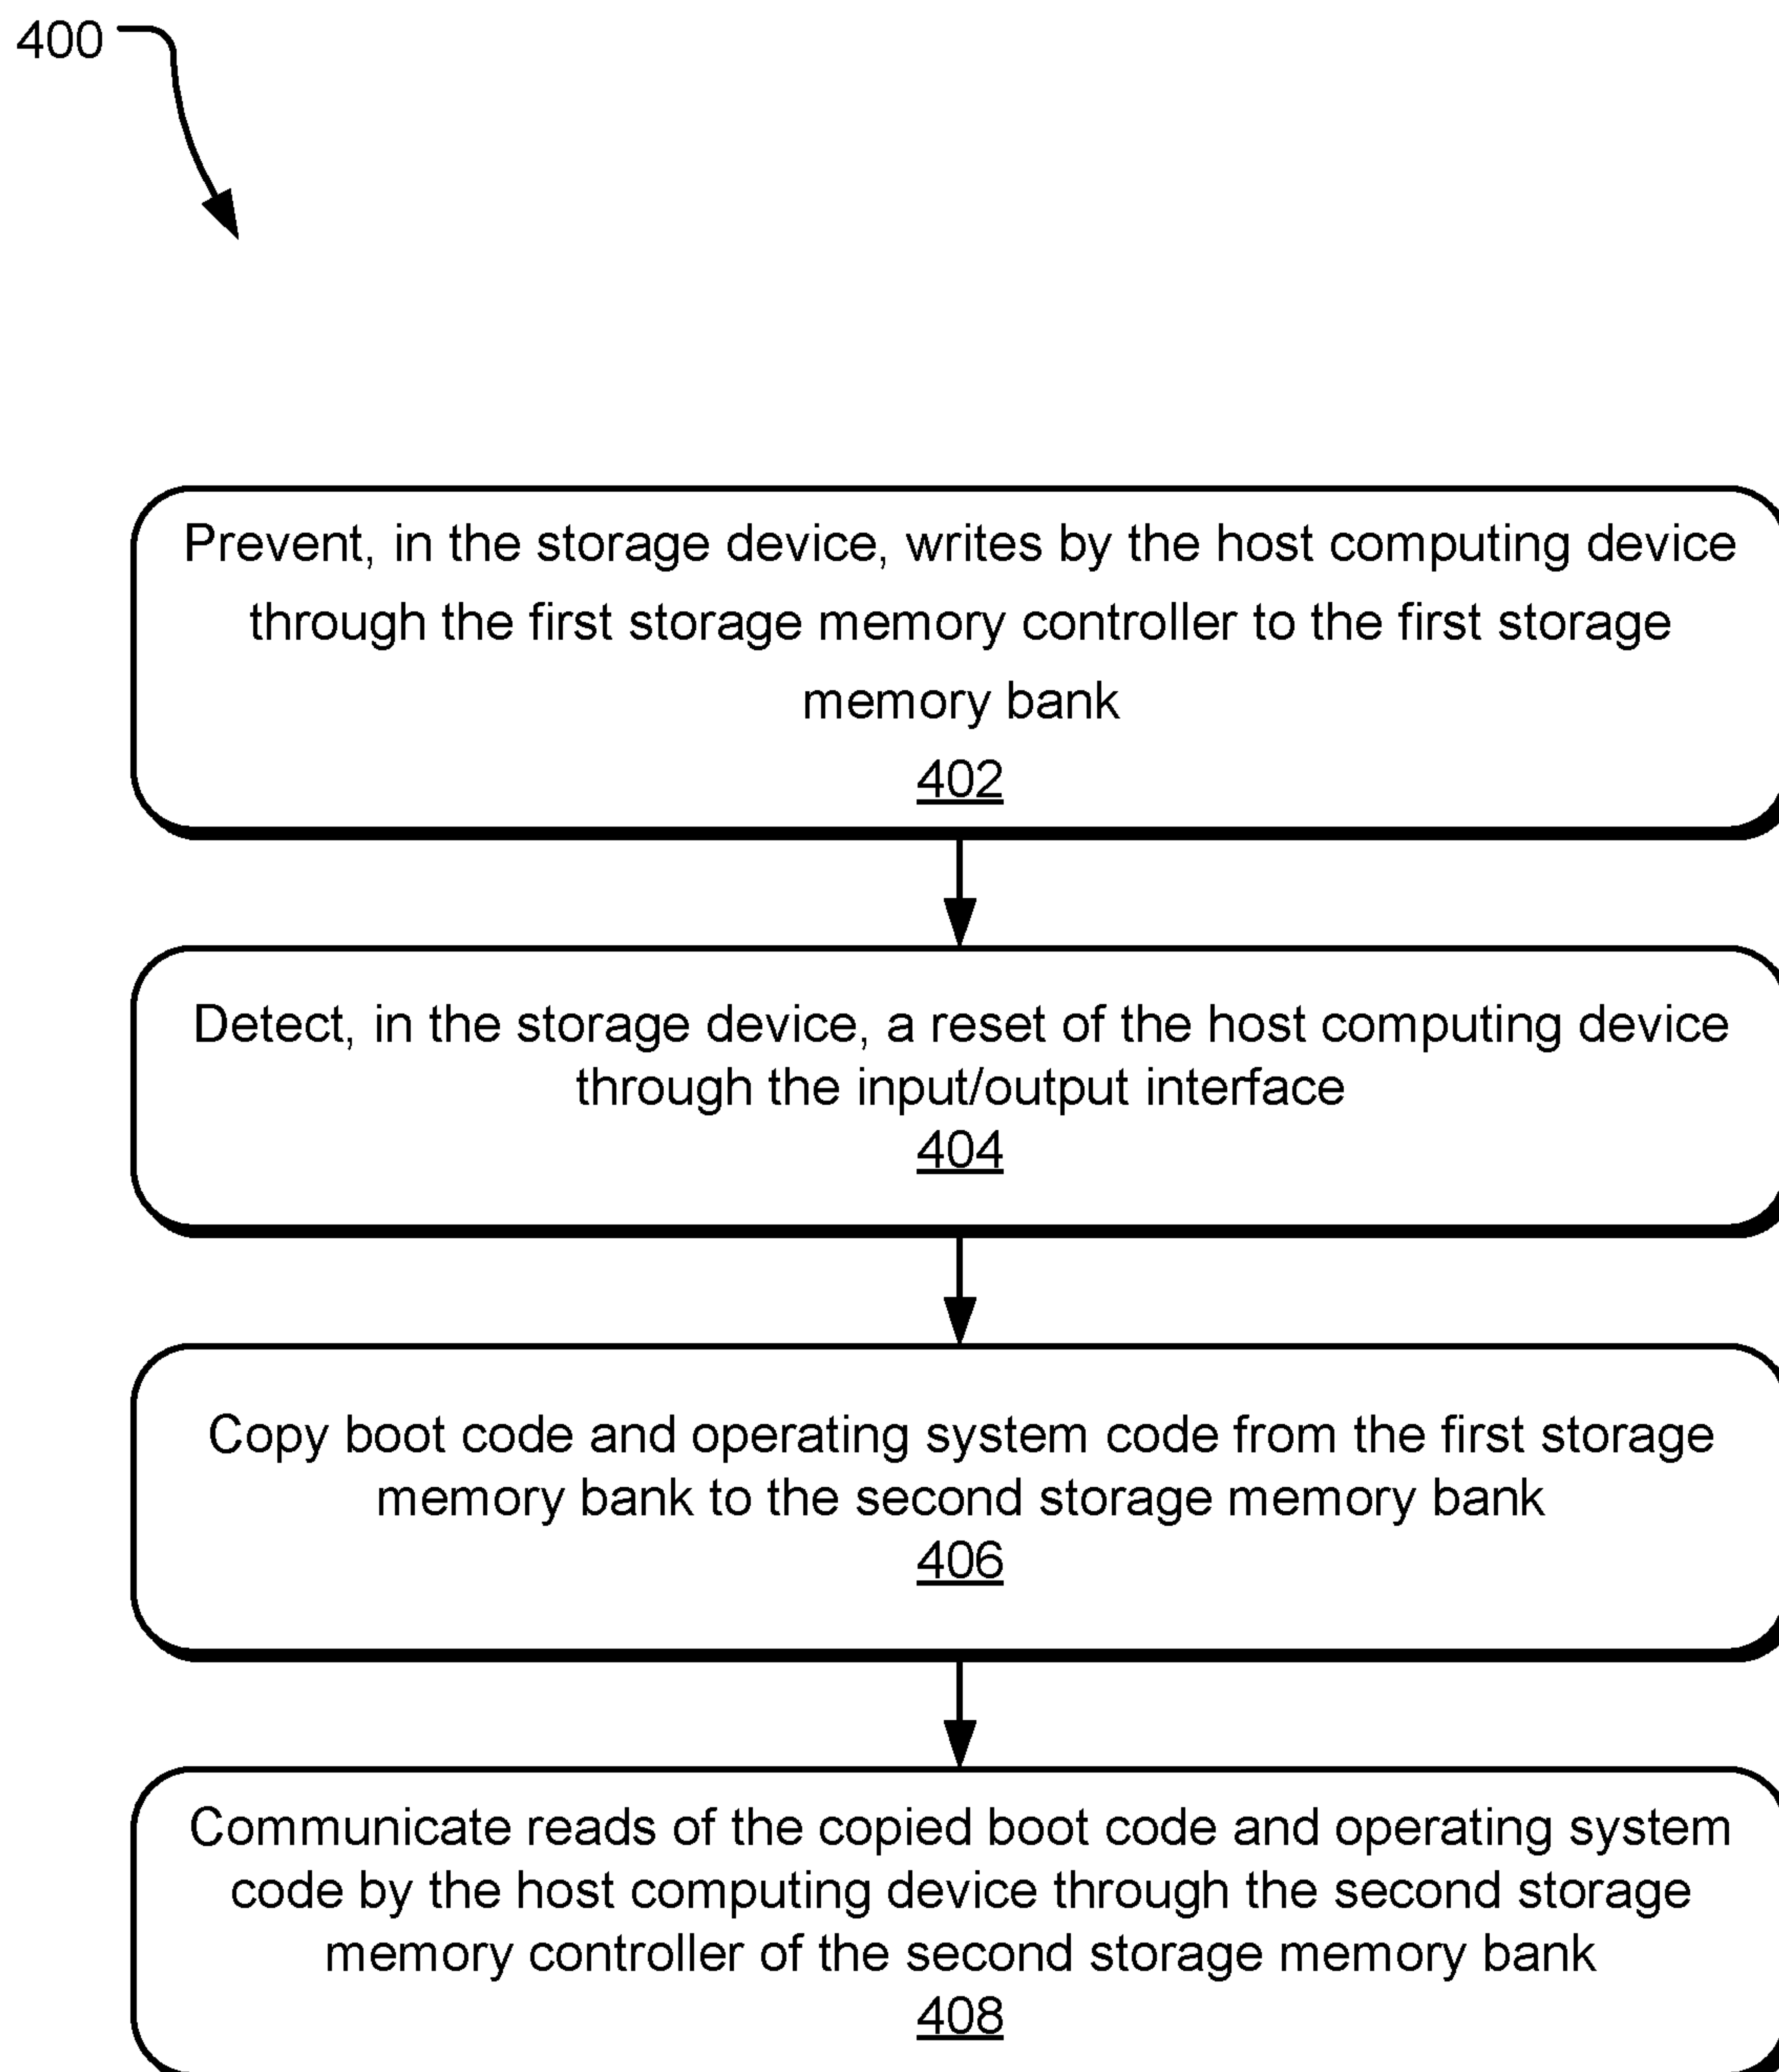 400
Prevent, in the storage device, writes by the host computing device
through the first storage memory controller to the first storage
memory bank
402
Detect, in the storage device, a reset of the host computing device
through the input/output interface
404
Copy boot code and operating system code from the first storage
memory bank to the second storage memory bank
406
Communicate reads of the copied boot code and operating system
code by the host computing device through the second storage
memory controller of the second storage memory bank
408